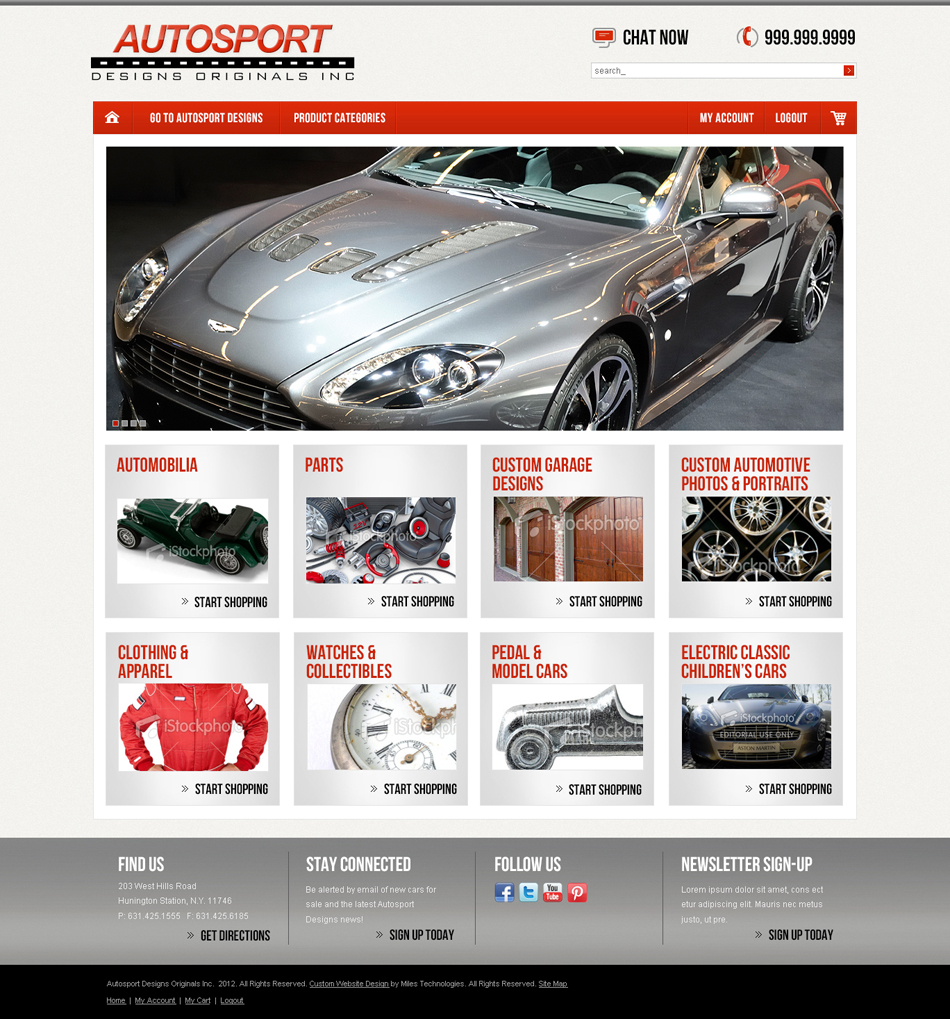 AUTOSPORT
DESIGNS ORIGINALS INC
CHAT NOW
999.999.9999
search_
GO TO AUTOSPORT DESIGNS
PRODUCT CATEGORIES
MY ACCOUNT
LOGOUT
AUTOMOBILIA
iStockphoto
START SHOPPING
PARTS
iStockphoto
START SHOPPING
CUSTOM GARAGE
DESIGNS
iStockphoto
START SHOPPING
CUSTOM AUTOMOTIVE
PHOTOS & PORTRAITS
iStockphoto
START SHOPPING
CLOTHING &
APPAREL
iStockphoto
START SHOPPING
WATCHES &
COLLECTIBLES
iStockphot
START SHOPPING
PEDAL &
MODEL CARS
iStockph
START SHOPPING
ELECTRIC CLASSIC
CHILDREN'S CARS
iStockphoto
EDITORIAL USE ONLY
ASTON MARTIN
START SHOPPING
FIND US
203 West Hills Road
Hunington Station, N.Y. 11746
P: 631.425.1555 F: 631.425.6185
GET DIRECTIONS
STAY CONNECTED
Be alerted by email of new cars for
sale and the latest Autosport
Designs news!
SIGN UP TODAY
FOLLOW US
You
Tube
NEWSLETTER SIGN-UP
Lorem ipsum dolor sit amet, cons ect
etur adipiscing elit. Mauris nec metus
justo, ut pre.
SIGN UP TODAY
Autosport Designs Originals Inc. 2012. All Rights Reserved. Custom Website Design by Miles Technologies. All Rights Reserved. Site Map
Home | My Account | My Cart | Logout